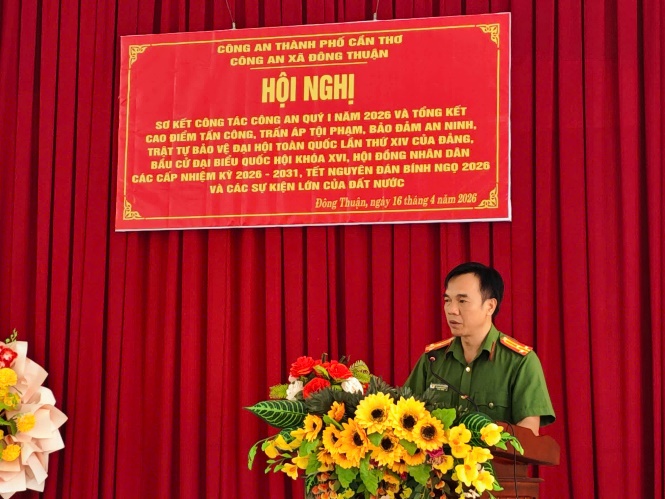 CÔNG AN THÀNH PHỐ CẦN THƠ
CÔNG AN XÃ ĐÔNG THUẬN
HỘI NGHỊ
SƠ KẾT CÔNG TÁC CÔNG AN QUÝ I NĂM 2026 VÀ TỔNG KẾT
CAO ĐIỂM TẤN CÔNG, TRẤN ÁP TỘI PHẠM, BẢO ĐẢM AN NINH,
TRẬT TỰ BẢO VỆ ĐẠI HỘI TOÀN QUỐC LẦN THỨ XIV CỦA ĐẢNG,
BẦU CỬ ĐẠI BIỂU QUỐC HỘI KHÓA XVI, HỘI ĐỒNG NHÂN DÂN
CÁC CẤP NHIỆM KỲ 2026 - 2031, TẾT NGUYÊN ĐÁN BÍNH NGỌ 2026
VÀ CÁC SỰ KIỆN LỚN CỦA ĐẤT NƯỚC
Đông Thuận, ngày 16 tháng 4 năm 2026